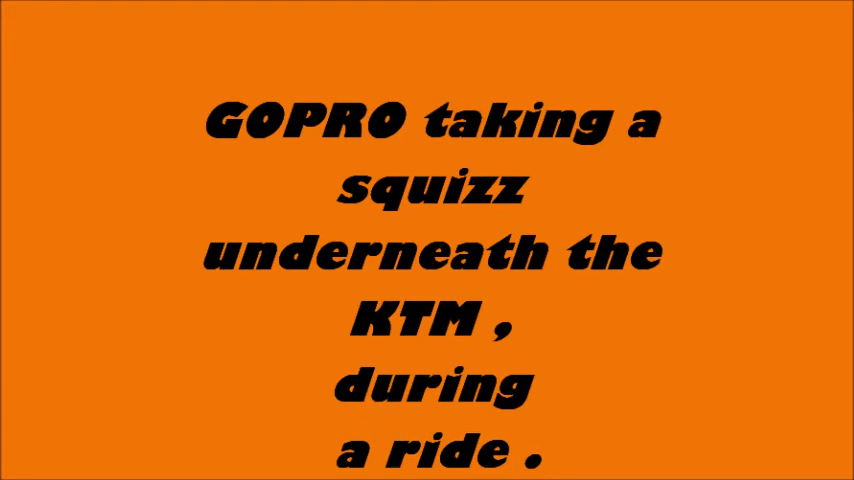 GOPRO taking a
squizz
underneath the
KTM ,
during
a ride .